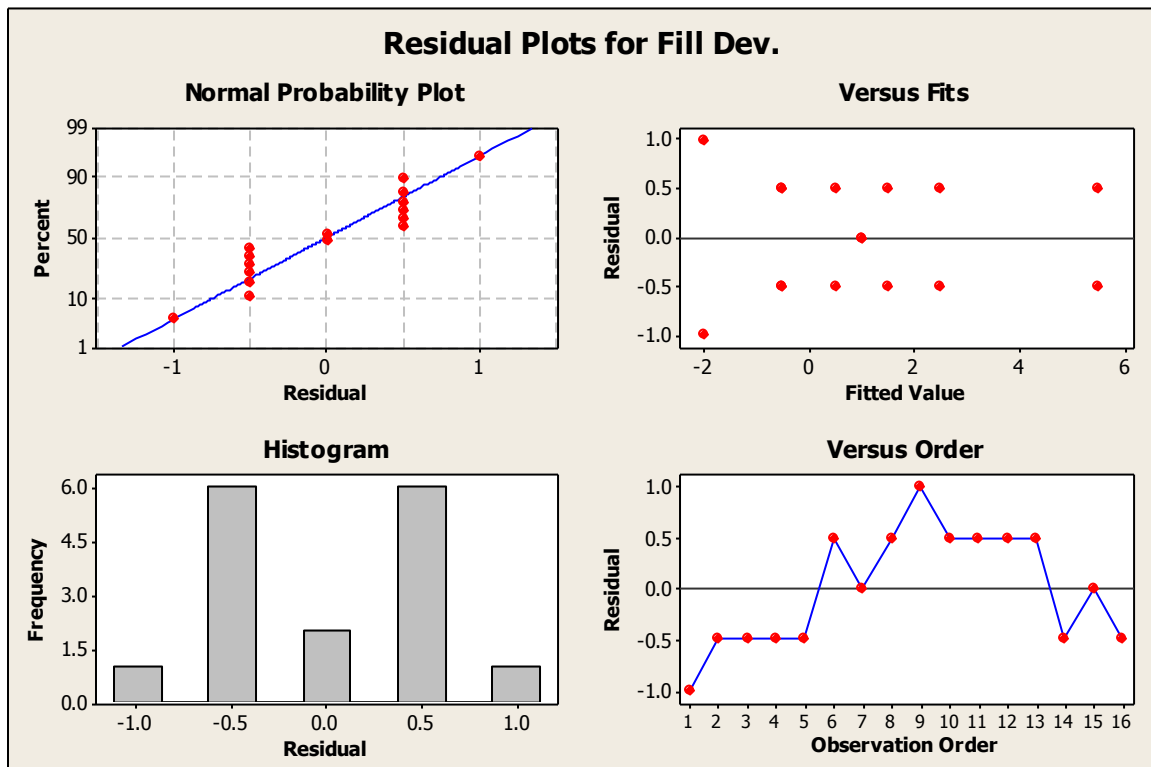 Residual Plots for Fill Dev.
Normal Probability Plot
99
90
50
10
1
Percent
-1 0 1
Residual
Versus Fits
1.0
0.5
0.0
-0.5
-1.0
Residual
-2 0 2 4 6
Fitted Value
Histogram
6.0
4.5
3.0
1.5
0.0
Frequency
-1.0 -0.5 0.0 0.5 1.0
Residual
Versus Order
1.0
0.5
0.0
-0.5
-1.0
Residual
1 2 3 4 5 6 7 8 9 10 11 12 13 14 15 16
Observation Order